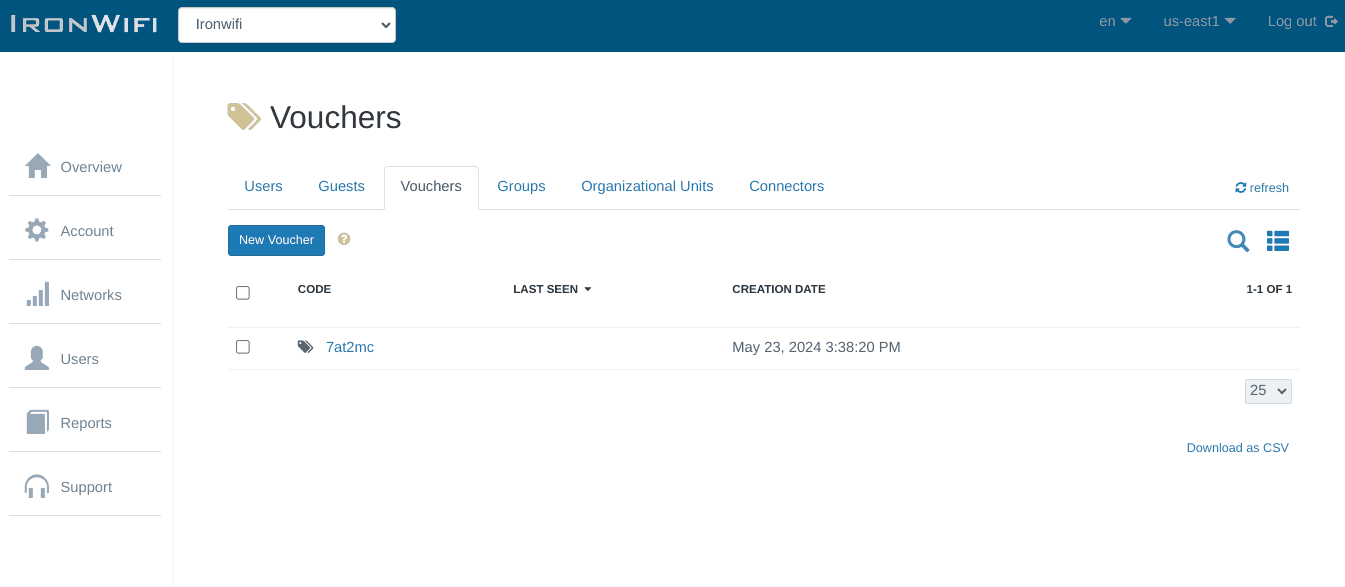 IRONWIFI
Ironwifi
en
us-east1
Log out
Overview
Account
Networks
Users
Reports
Support
Vouchers
Users Guests Vouchers Groups Organizational Units Connectors refresh
New Voucher ?
CODE LAST SEEN CREATION DATE 1-1 OF 1
7at2mc May 23, 2024 3:38:20 PM
25
Download as CSV